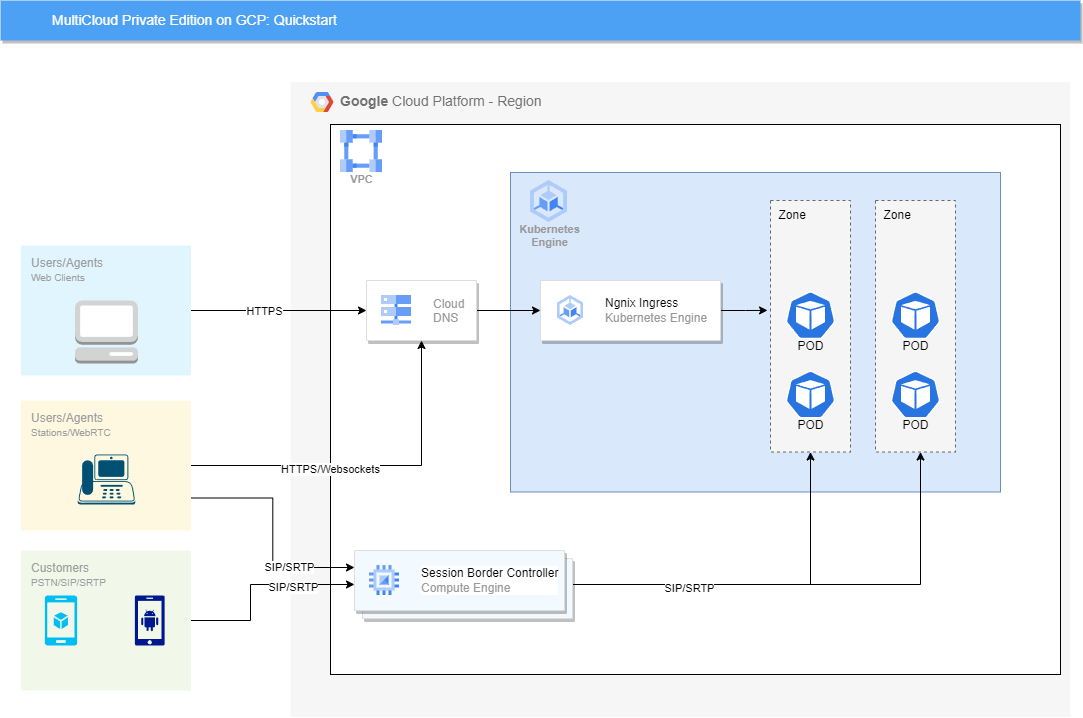 MultiCloud Private Edition on GCP: Quickstart
Google Cloud Platform - Region
VPC
Kubernetes
Engine
Zone
Zone
Users/Agents
Web Clients
HTTPS
Cloud
DNS
Ngnix Ingress
Kubernetes Engine
POD
POD
POD
POD
Users/Agents
Stations/WebRTC
HTTPS/Websockets
Customers
PSTN/SIP/SRTP
SIP/SRTP
SIP/SRTP
Session Border Controller
Compute Engine
SIP/SRTP